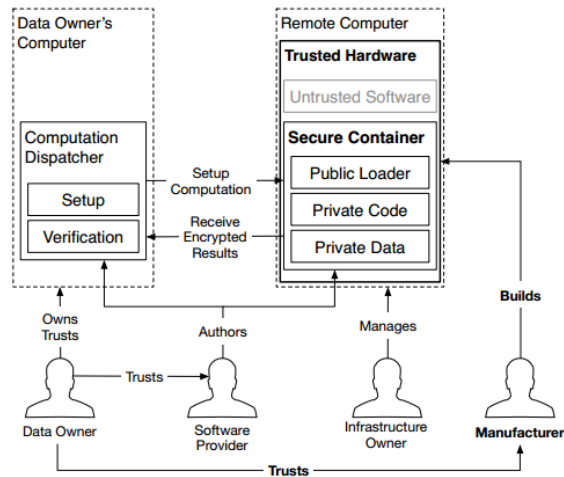 Data Owner's
Computer
Remote Computer
Trusted Hardware
Untrusted Software
Computation
Dispatcher
Setup
Verification
Setup
Computation
Receive
Encrypted
Results
Secure Container
Public Loader
Private Code
Private Data
Owns
Trusts
Authors
Manages
Builds
Trusts
Data Owner
Software
Provider
Infrastructure
Owner
Manufacturer
Trusts